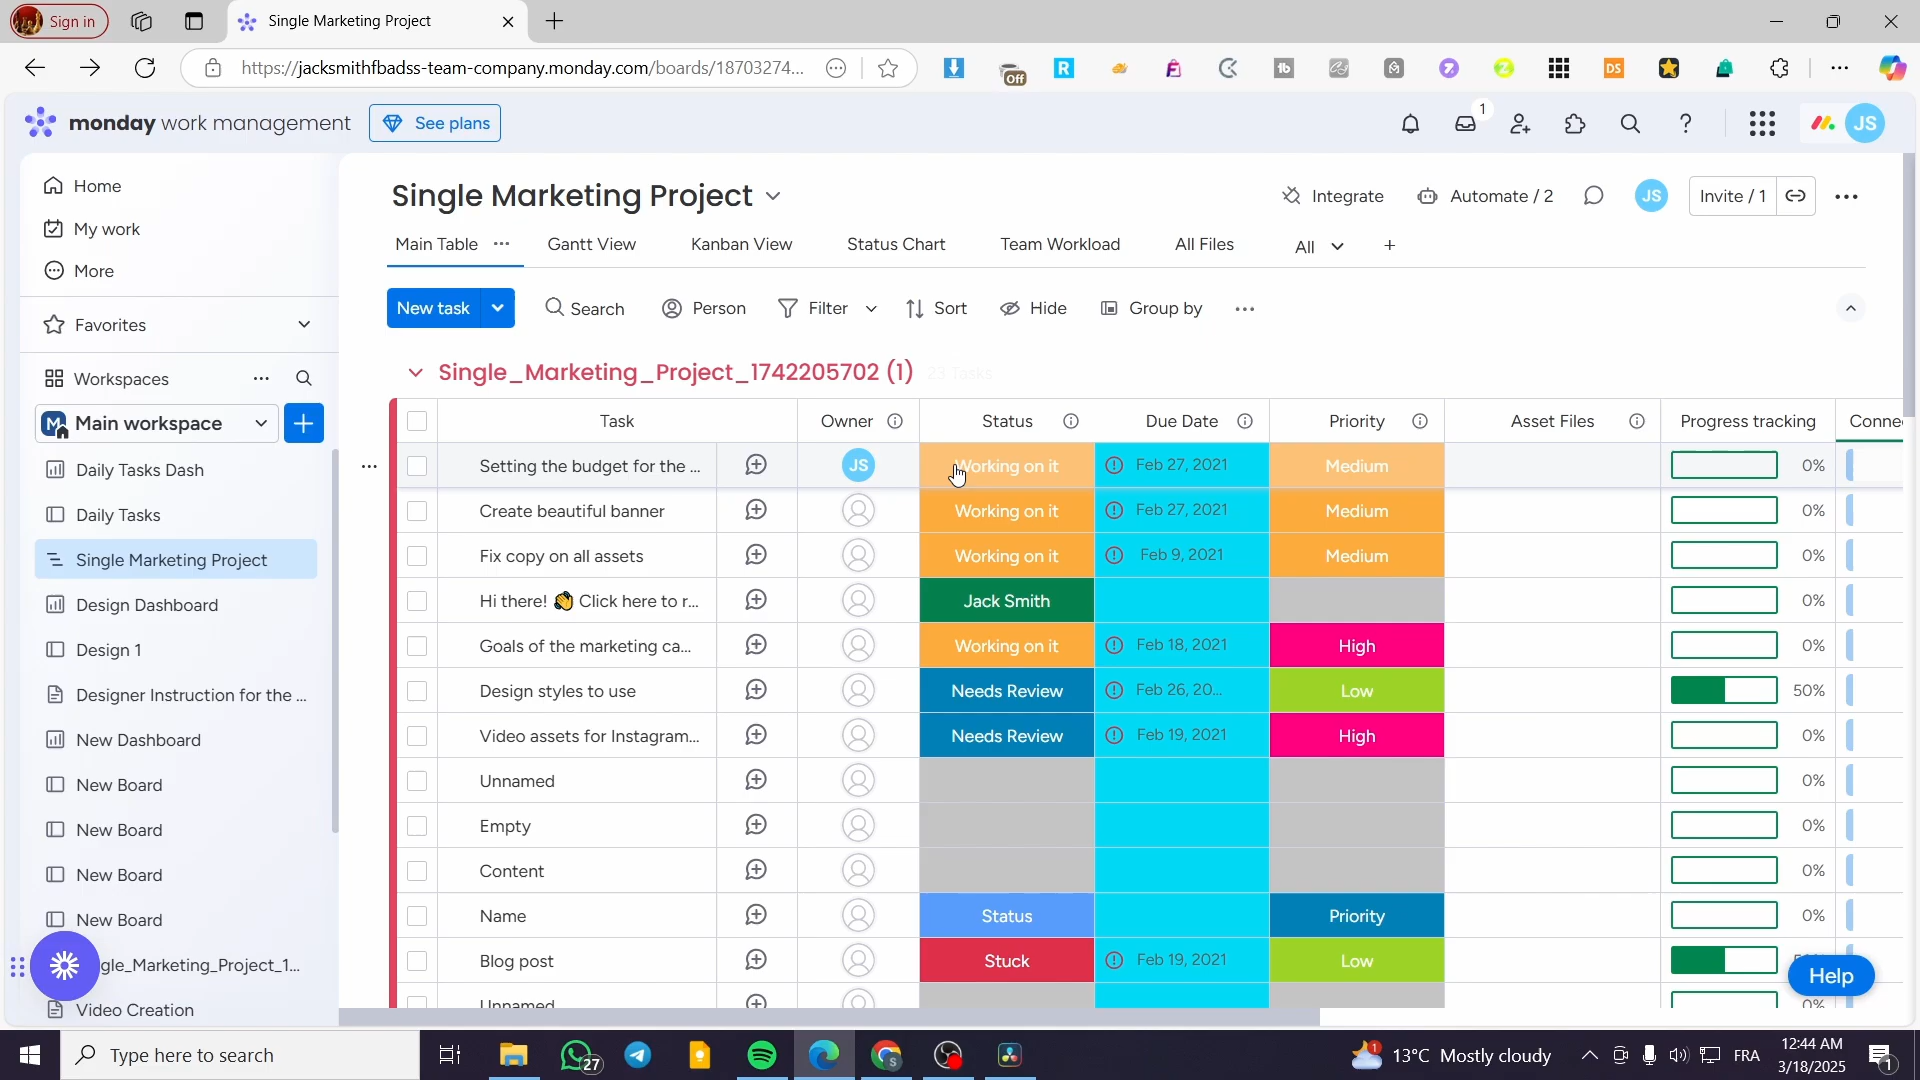 Sign in
Single Marketing Project
https://jacksmithfbadss-team-company.monday.com/boards/18703274...
Off
monday work management
See plans
1
JS
Home
My work
More
Favorites
Workspaces
M Main workspace
Daily Tasks Dash
Daily Tasks
Single Marketing Project
Design Dashboard
Design 1
Designer Instruction for the ...
New Dashboard
New Board
New Board
New Board
New Board
gle_Marketing_Project_1...
Video Creation
Single Marketing Project
Integrate
Automate / 2
JS
Invite / 1
Main Table
Gantt View
Kanban View
Status Chart
Team Workload
All Files
All
New task
Search
Person
Filter
Sort
Hide
Group by
Single_Marketing_Project_1742205702 (1) 23 Tasks
Task Owner Status Due Date Priority Asset Files Progress tracking Conne
Setting the budget for the ... JS Working on it Feb 27, 2021 Medium 0%
Create beautiful banner Working on it Feb 27, 2021 Medium 0%
Fix copy on all assets Working on it Feb 9, 2021 Medium 0%
Hi there! 👋 Click here to r... Jack Smith 0%
Goals of the marketing ca... Working on it Feb 18, 2021 High 0%
Design styles to use Needs Review Feb 26, 20... Low 50%
Video assets for Instagram... Needs Review Feb 19, 2021 High 0%
Unnamed 0%
Empty 0%
Content 0%
Name Status Priority 0%
Blog post Stuck Feb 19, 2021 Low
Unnamed 0%
Help
Type here to search
27
13°C Mostly cloudy
FRA
12:44 AM
3/18/2025
1